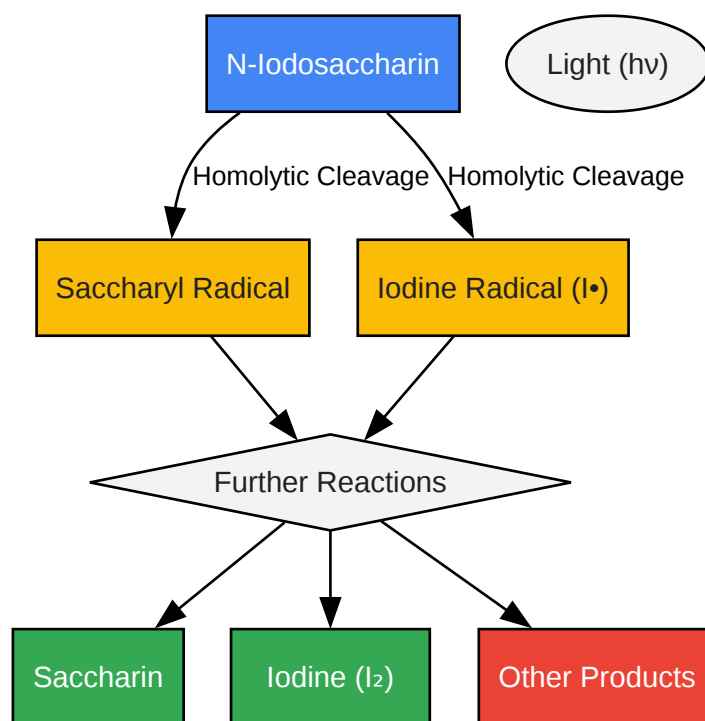 N-Iodosaccharin
Light (hν)
Homolytic Cleavage
Homolytic Cleavage
Saccharyl Radical
Iodine Radical (I•)
Further Reactions
Saccharin
Iodine (I₂)
Other Products